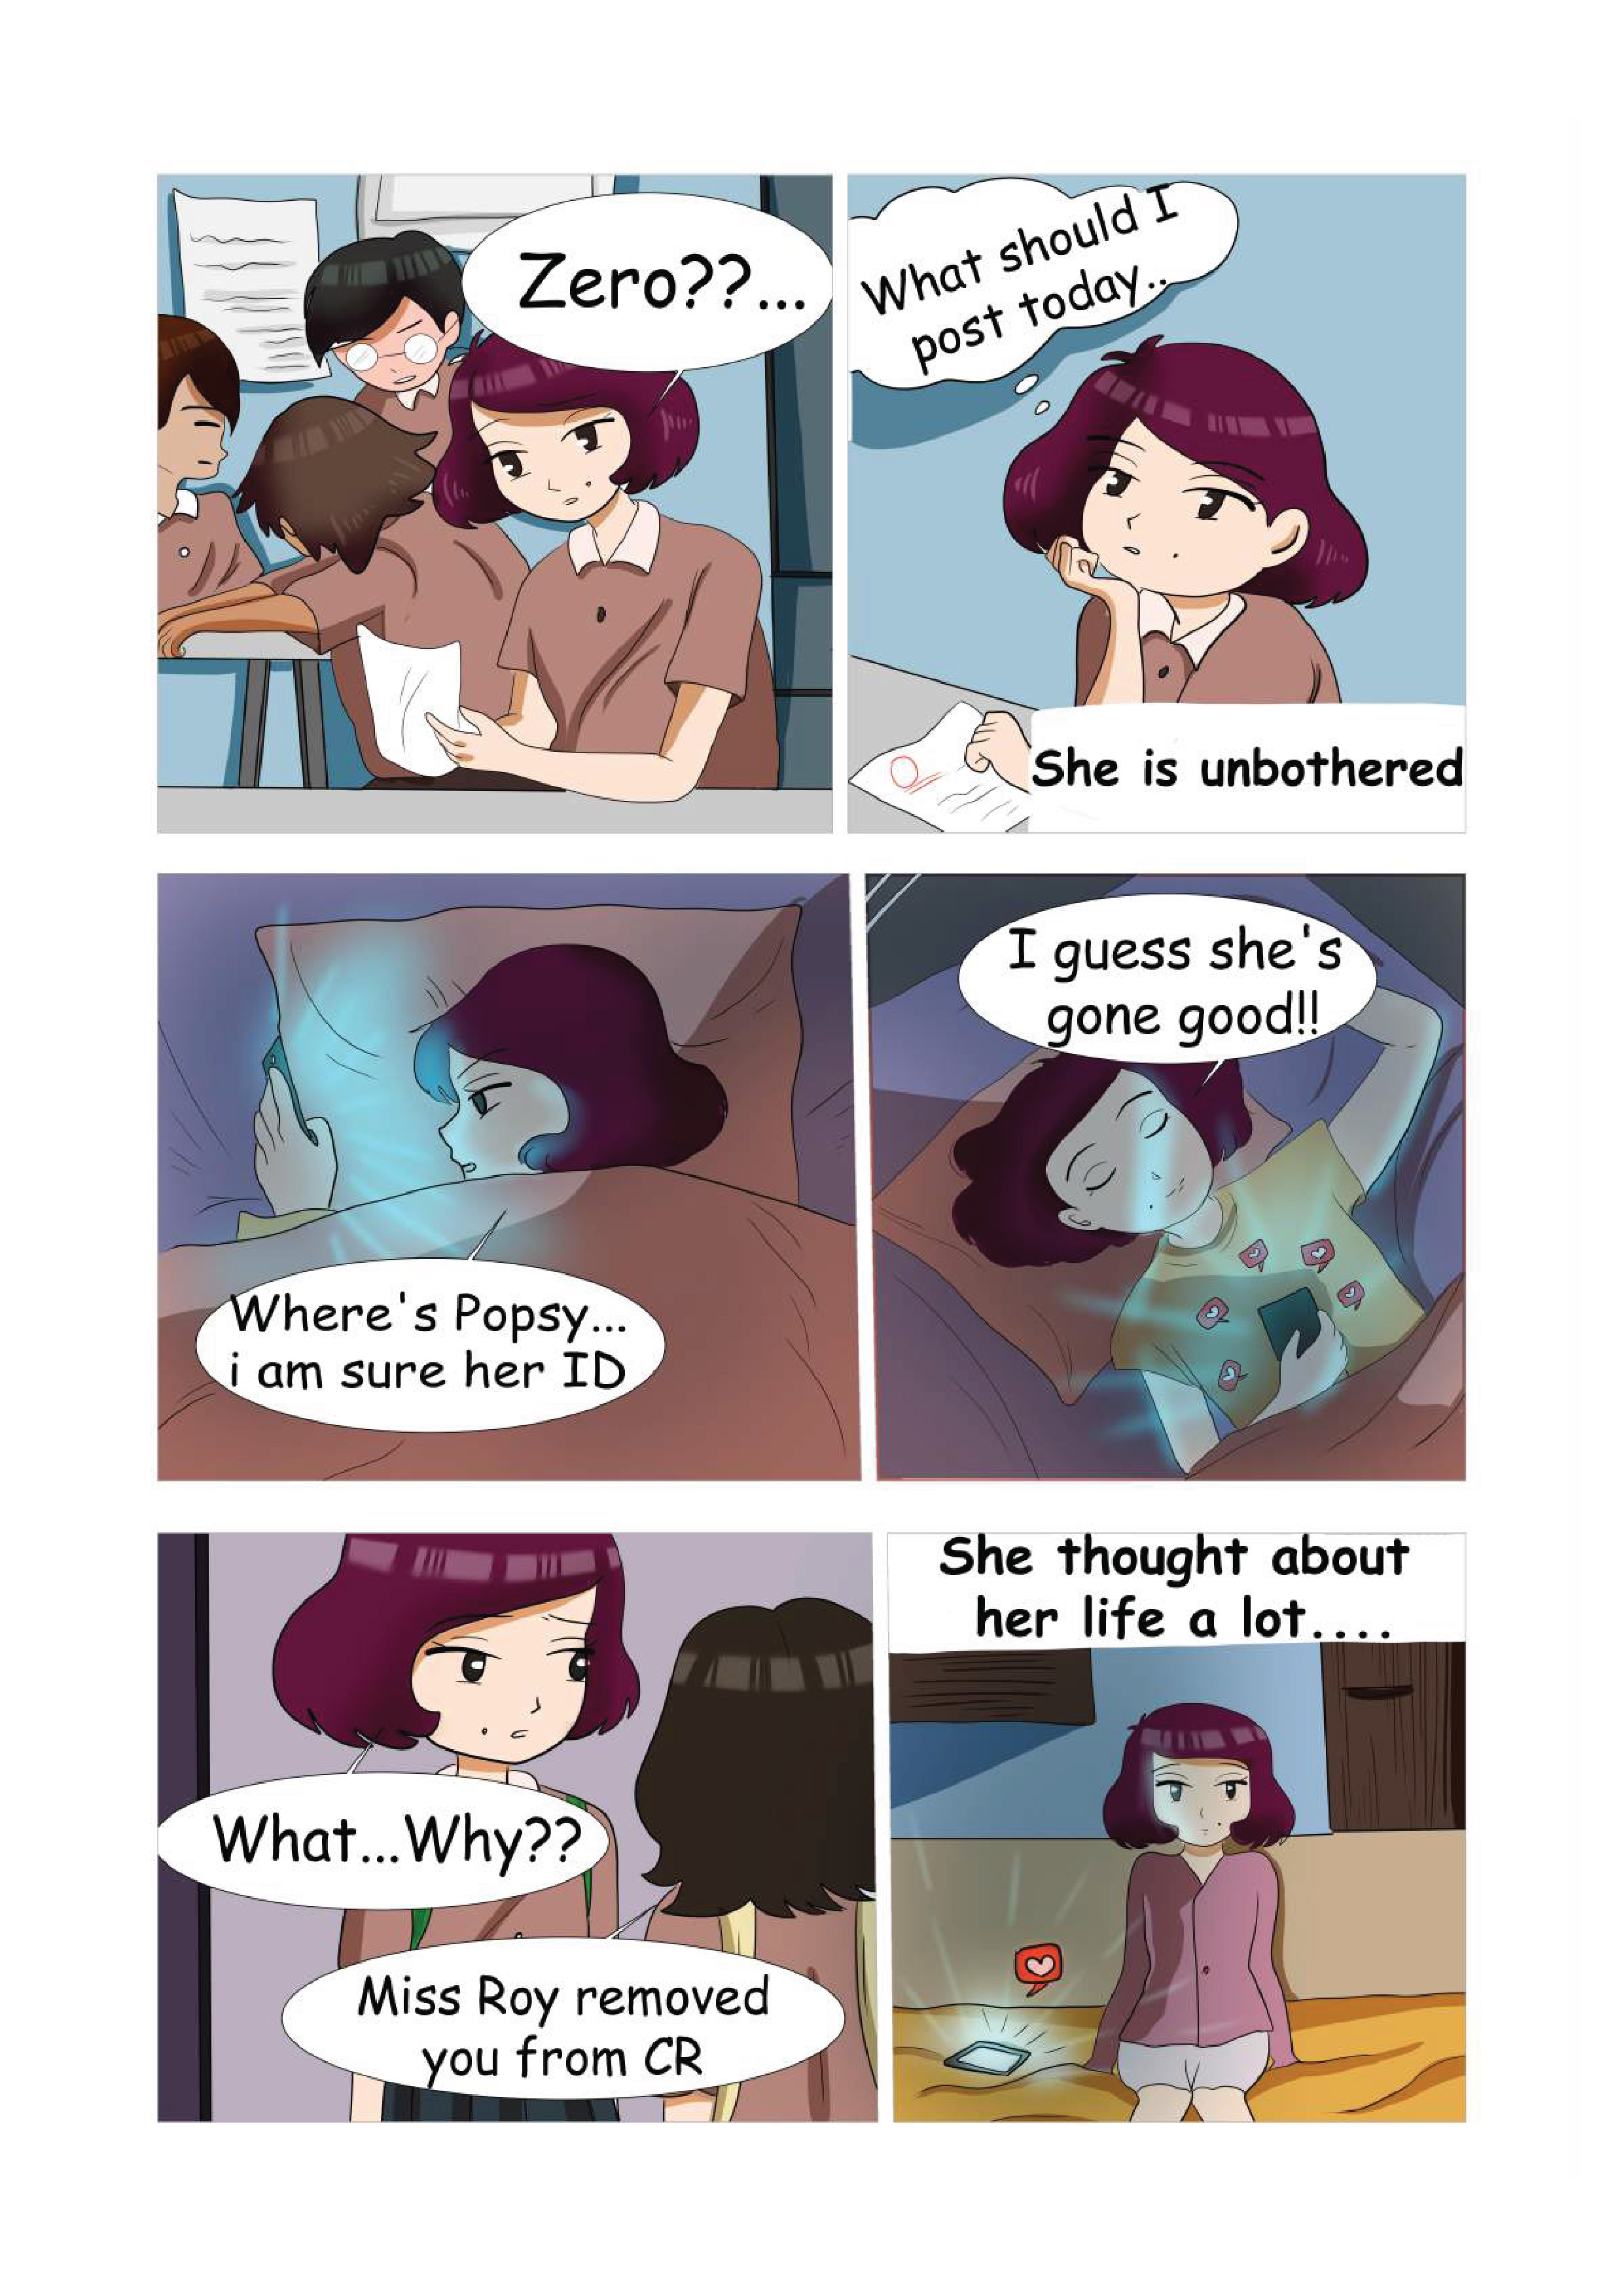 Zero??...
What should I
post today..
She is unbothered
Where's Popsy...
i am sure her ID
I guess she's
gone good!!
What...Why??
Miss Roy removed
you from CR
She thought about
her life a lot....